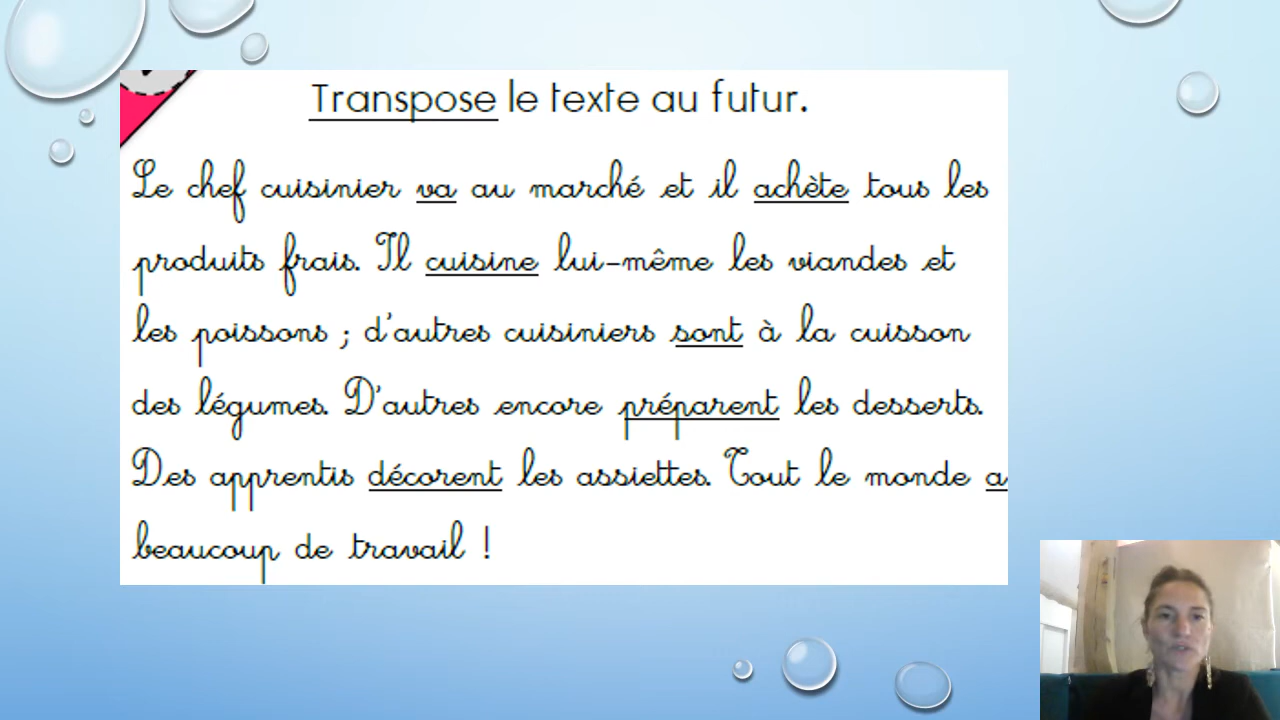 Transpose le texte au futur.
Le chef cuisinier va au marché et il achète tous les
produits frais. Il cuisine lui-même les viandes et
les poissons ; d'autres cuisiniers sont à la cuisson
des légumes. D'autres encore préparent les desserts.
Des apprentis décorent les assiettes. Tout le monde a
beaucoup de travail !